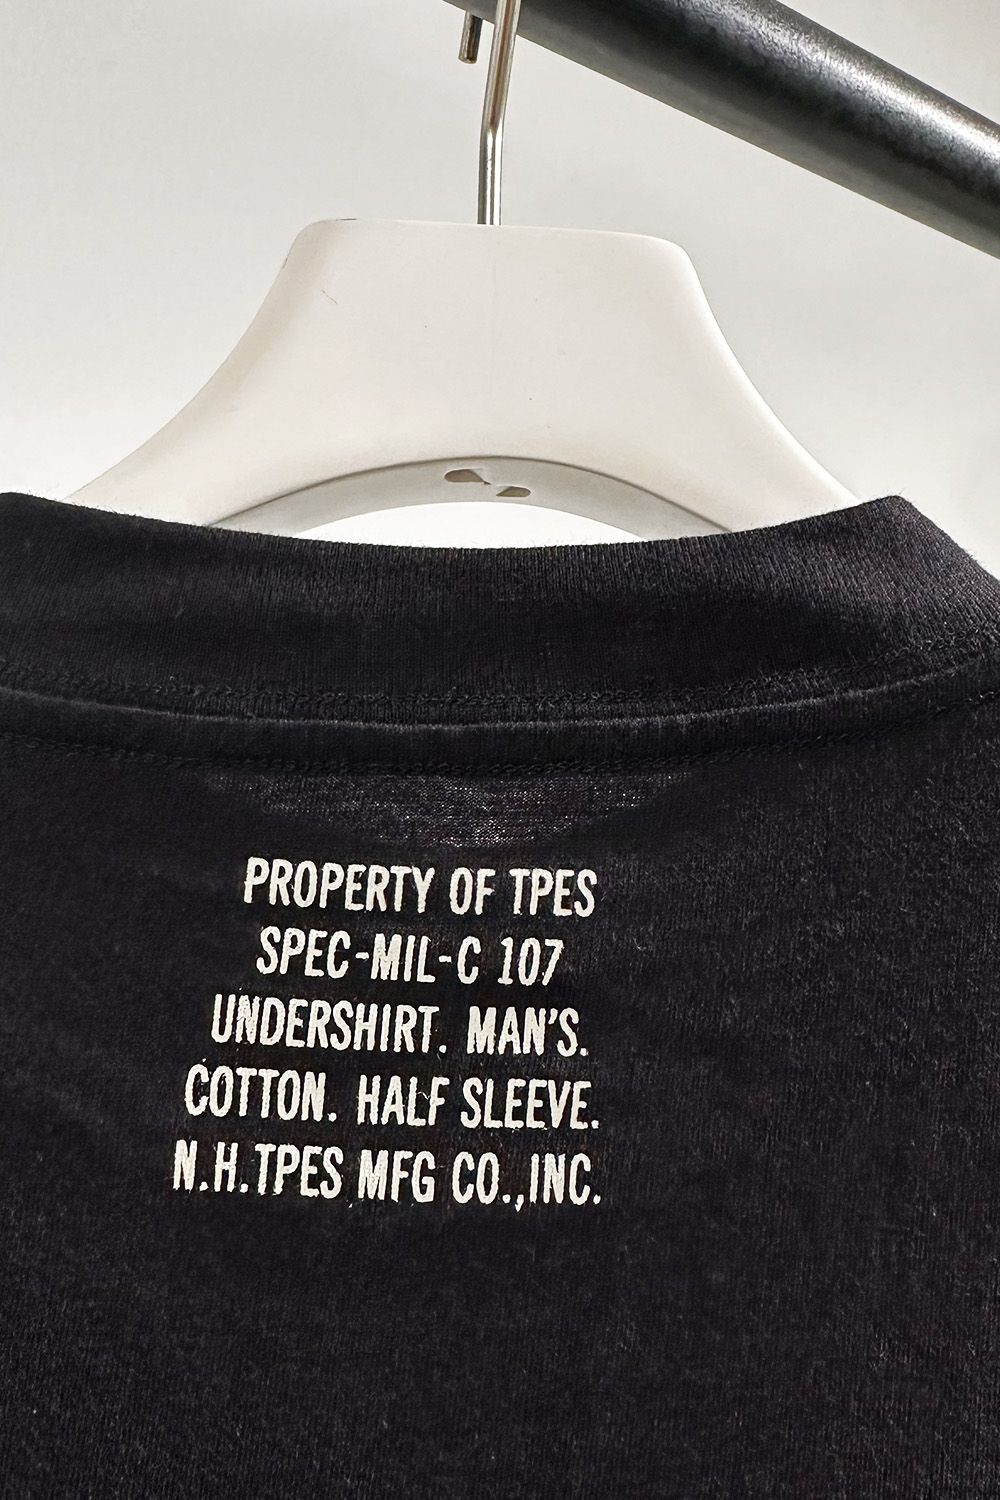 PROPERTY OF TPES
SPEC-MIL-C 107
UNDERSHIRT. MAN'S.
COTTON. HALF SLEEVE.
N.H.TPES MFG CO.,INC.